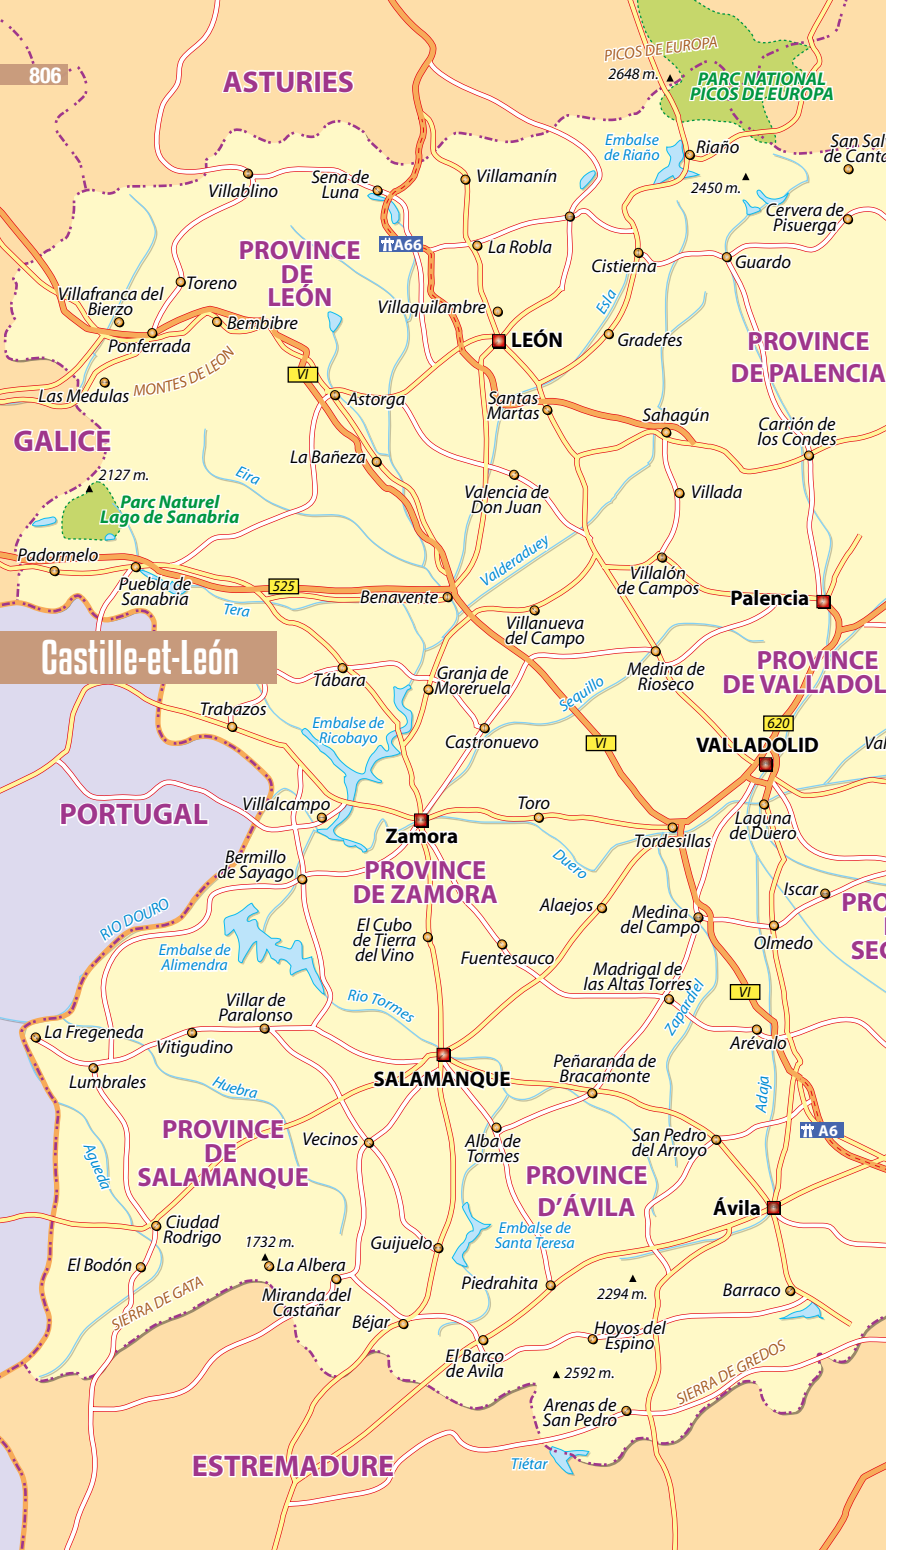 806
ASTURIES
PICOS DE EUROPA
2648 m.
PARC NATIONAL
PICOS DE EUROPA
Embalse
de Riaño
Riaño
San Sal
de Canta
2450 m.
Villablino
Sena de
Luna
Villamanín
Cervera de
Pisuerga
A66
La Robla
PROVINCE
DE
LEÓN
Cistierna
Guardo
Toreno
Villafranca del
Bierzo
Esla
Villaquilambre
Bembibre
Ponferrada
LEÓN
Gradefes
PROVINCE
DE PALENCIA
MONTES DE LEON
VI
Las Medulas
Astorga
Santas
Martas
Sahagún
Carrión de
los Condes
GALICE
La Bañeza
2127 m.
Eira
Valencia de
Don Juan
Villada
Parc Naturel
Lago de Sanabria
Padornelo
Valderaduey
Puebla de
Sanabria
525
Benavente
Villalón
de Campos
Palencia
Tera
Villanueva
del Campo
Castille-et-León
PROVINCE
DE VALLADOL
Tábara
Granja de
Moreruela
Medina de
Rioseco
Sequillo
Trabazos
Embalse de
Ricobayo
Castronuevo
620
VI
VALLADOLID
Val
PORTUGAL
Villalcampo
Toro
Zamora
Tordesillas
Laguna
de Duero
Bermillo
de Sayago
PROVINCE
DE ZAMORA
Duero
Iscar
RIO DOURO
Alaejos
Medina
del Campo
PRO
SEG
El Cubo
de Tierra
del Vino
Olmedo
Embalse de
Alimendra
Fuentesauco
Madrigal de
las Altas Torres
Rio Tormes
Villar de
Paralonso
Zapardiel
VI
La Fregeneda
Vitigudino
Arévalo
Lumbrales
SALAMANQUE
Peñaranda de
Bracamonte
Huebra
Adaja
PROVINCE
DE
SALAMANQUE
Vecinos
Alba de
Tormes
San Pedro
del Arroyo
A6
Agueda
PROVINCE
D'ÁVILA
Ávila
Ciudad
Rodrigo
Embalse de
Santa Teresa
1732 m.
Guijuelo
El Bodón
La Albera
Piedrahita
2294 m.
Barraco
Miranda del
Castañar
SIERRA DE GATA
Béjar
Hoyos del
Espino
El Barco
de Avila
2592 m.
SIERRA DE GREDOS
Arenas de
San Pedro
ESTREMADURE
Tiétar